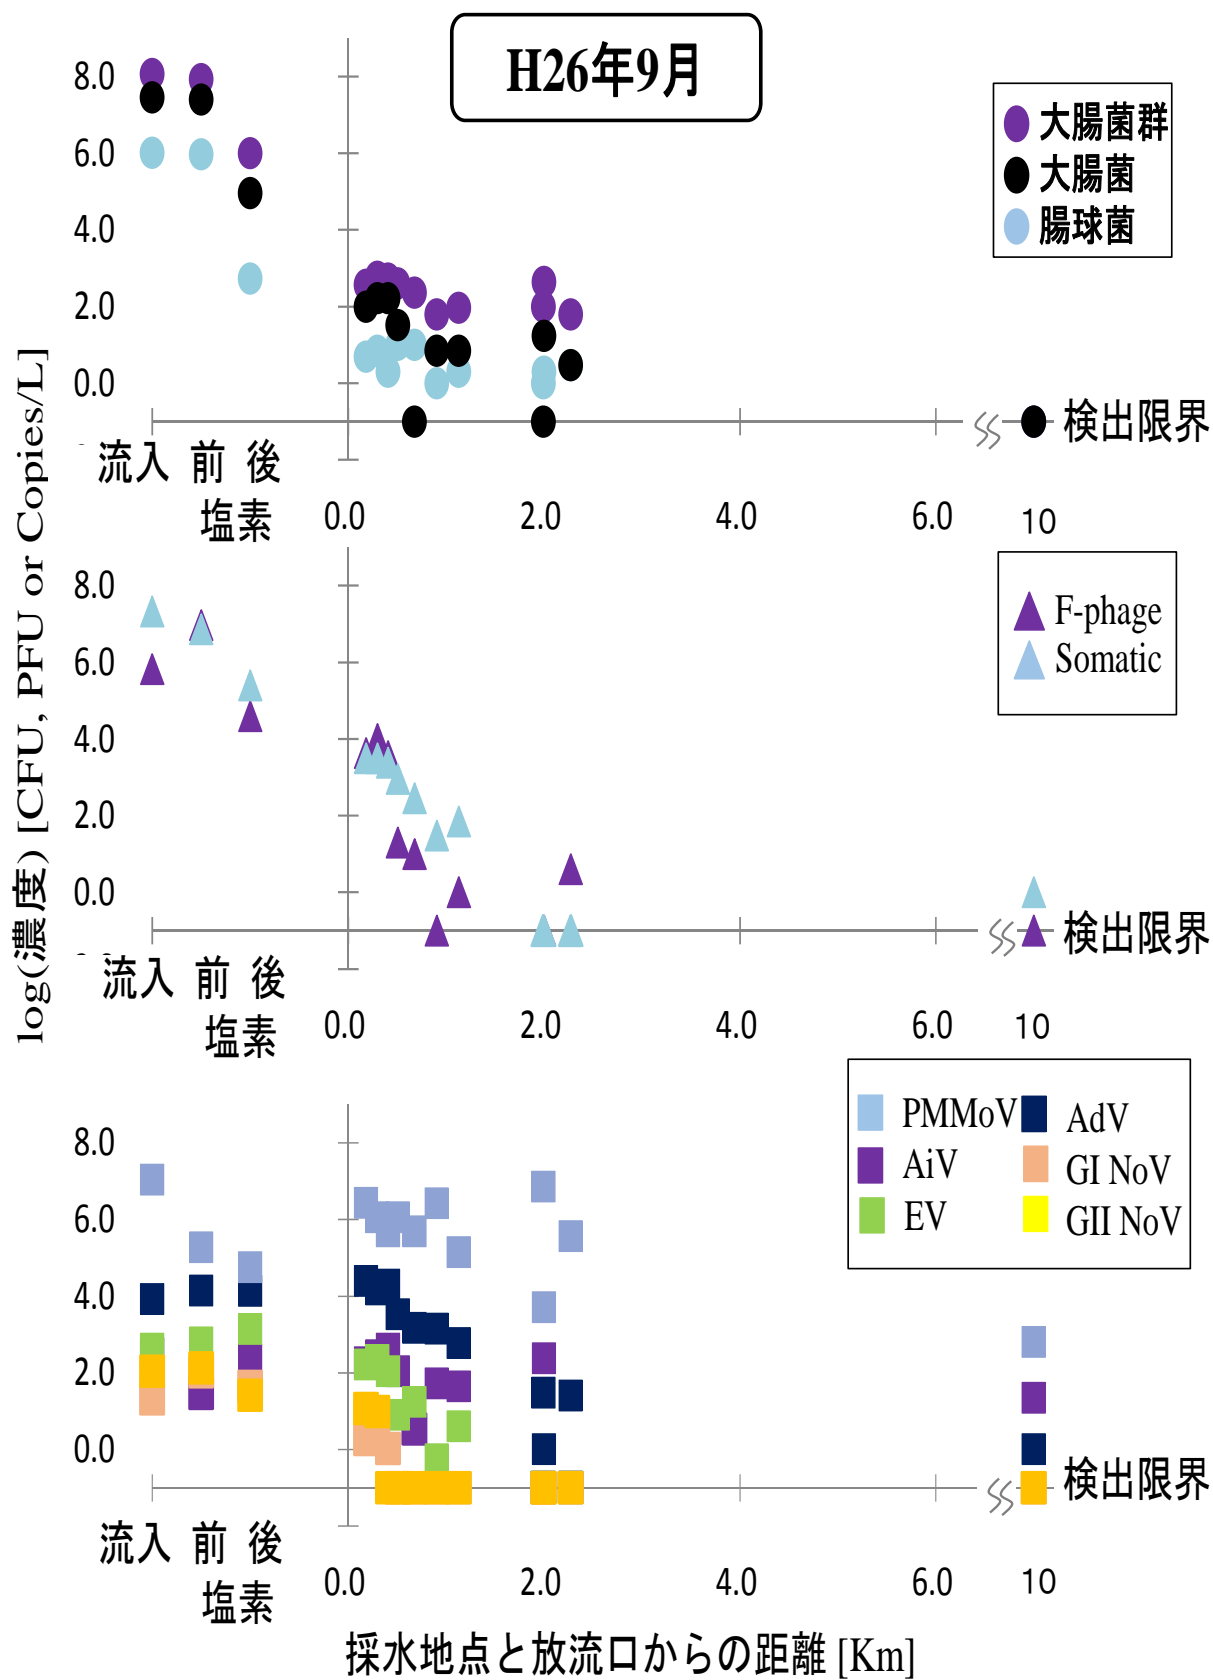 H26年9月
log(濃度) [CFU, PFU or Copies/L]
8.0
6.0
4.0
2.0
0.0
大腸菌群
大腸菌
腸球菌
検出限界
流入 前 後
塩素
0.0 2.0 4.0 6.0 10
8.0
6.0
4.0
2.0
0.0
F-phage
Somatic
検出限界
流入 前 後
塩素
0.0 2.0 4.0 6.0 10
8.0
6.0
4.0
2.0
0.0
PMMoV AdV
AiV GI NoV
EV GII NoV
検出限界
流入 前 後
塩素
0.0 2.0 4.0 6.0 10
採水地点と放流口からの距離 [Km]